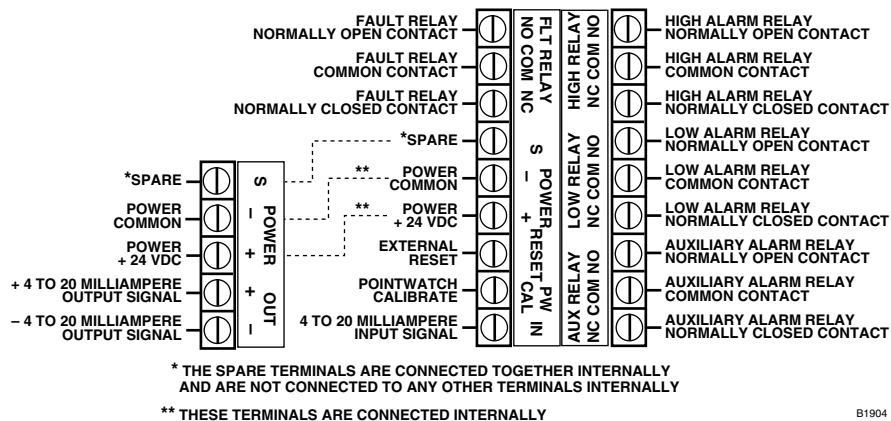 FAULT RELAY
NORMALLY OPEN CONTACT
FAULT RELAY
COMMON CONTACT
FAULT RELAY
NORMALLY CLOSED CONTACT
*SPARE
** POWER
COMMON
** POWER
+ 24 VDC
EXTERNAL
RESET
POINTWATCH
CALIBRATE
4 TO 20 MILLIAMPERE
INPUT SIGNAL
FLT RELAY
NO COM NC
S
– POWER +
RESET
PW
CAL
IN
HIGH RELAY
NC COM NO
LOW RELAY
NC COM NO
AUX RELAY
NC COM NO
HIGH ALARM RELAY
NORMALLY OPEN CONTACT
HIGH ALARM RELAY
COMMON CONTACT
HIGH ALARM RELAY
NORMALLY CLOSED CONTACT
LOW ALARM RELAY
NORMALLY OPEN CONTACT
LOW ALARM RELAY
COMMON CONTACT
LOW ALARM RELAY
NORMALLY CLOSED CONTACT
AUXILIARY ALARM RELAY
NORMALLY OPEN CONTACT
AUXILIARY ALARM RELAY
COMMON CONTACT
AUXILIARY ALARM RELAY
NORMALLY CLOSED CONTACT
*SPARE
POWER
COMMON
POWER
+ 24 VDC
+ 4 TO 20 MILLIAMPERE
OUTPUT SIGNAL
– 4 TO 20 MILLIAMPERE
OUTPUT SIGNAL
S
– POWER +
+ OUT –
* THE SPARE TERMINALS ARE CONNECTED TOGETHER INTERNALLY
AND ARE NOT CONNECTED TO ANY OTHER TERMINALS INTERNALLY
** THESE TERMINALS ARE CONNECTED INTERNALLY
B1904